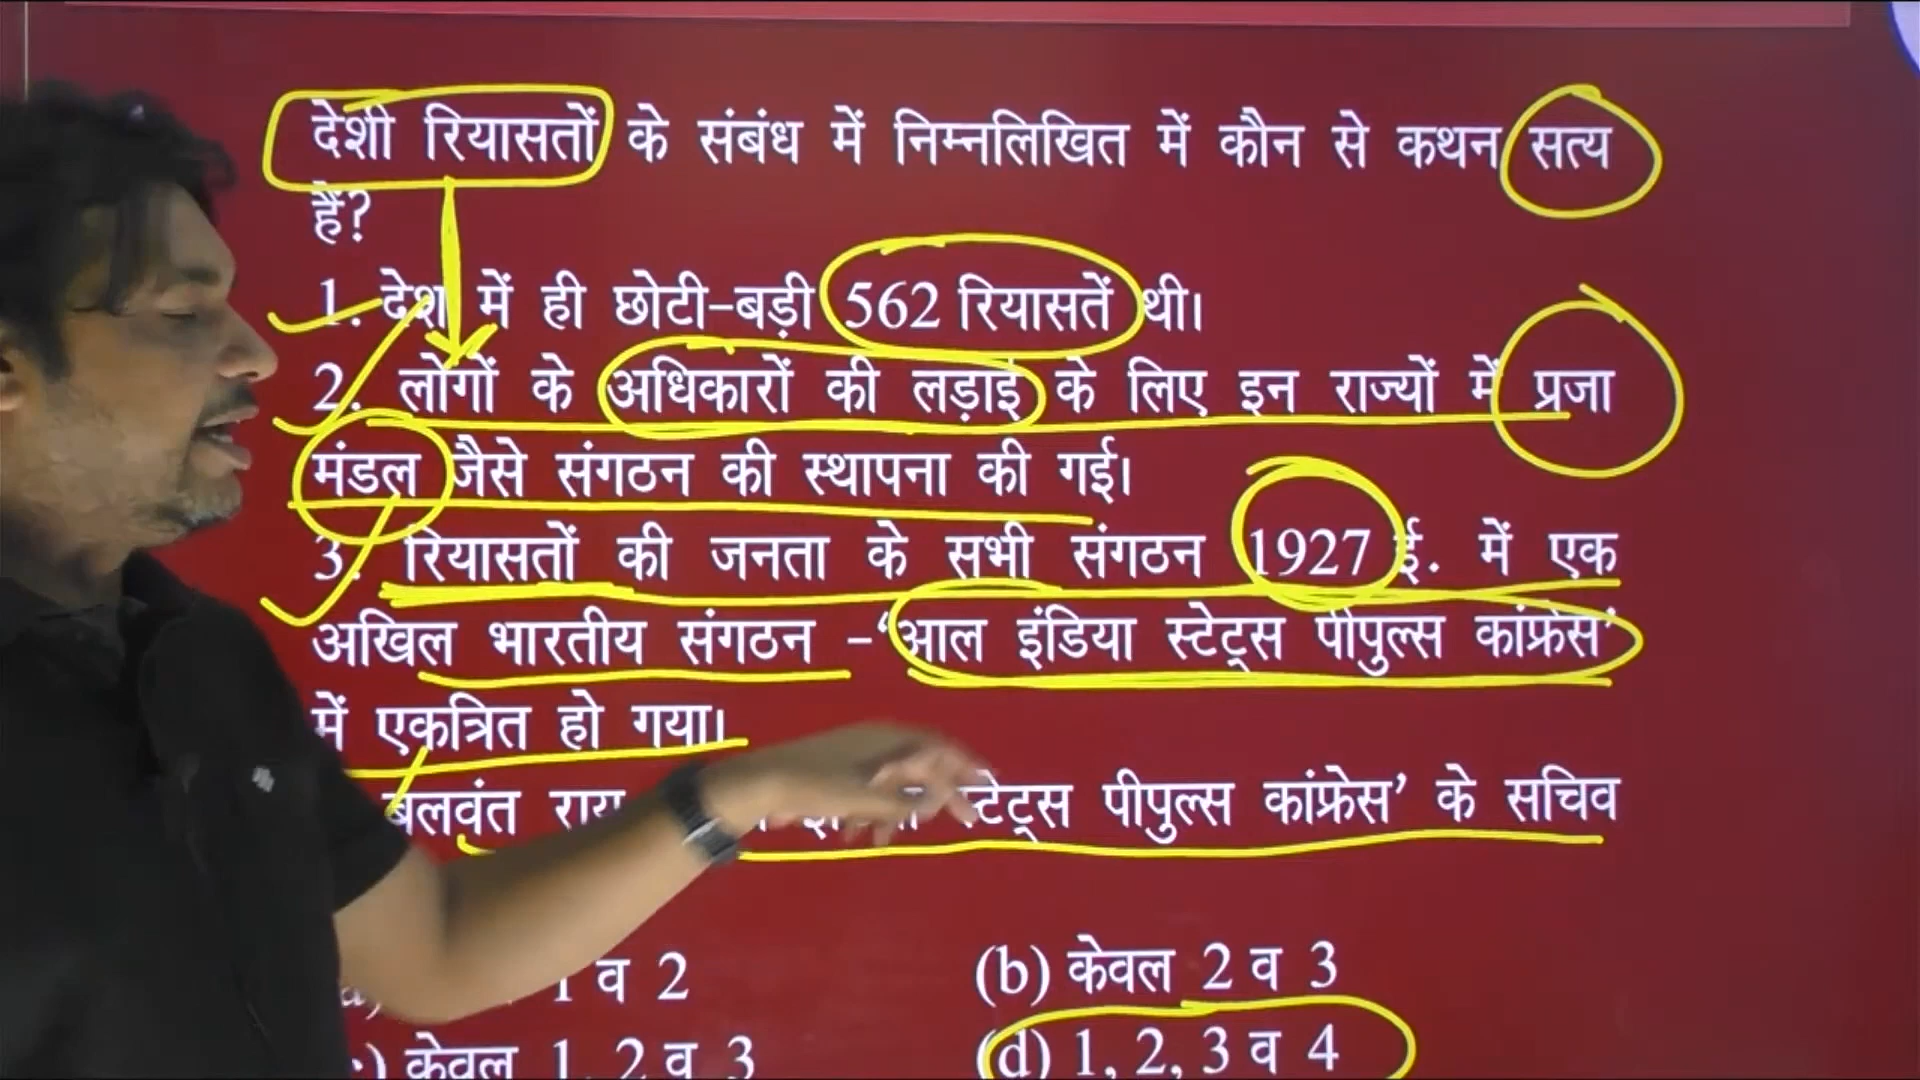 देशी रियासतों के संबंध में निम्नलिखित में कौन से कथन सत्य
हैं?
1. देश में ही छोटी-बड़ी 562 रियासतें थी।
2. लोगों के अधिकारों की लड़ाई के लिए इन राज्यों में प्रजा
मंडल जैसे संगठन की स्थापना की गई।
3. रियासतों की जनता के सभी संगठन 1927 ई. में एक
अखिल भारतीय संगठन -‘आल इंडिया स्टेट्स पीपुल्स कांफ्रेस’
में एकत्रित हो गया।
बलवंत राय स्टेट्स पीपुल्स कांफ्रेस’ के सचिव
1 व 2
(b) केवल 2 व 3
केवल 1, 2 व 3
(d) 1, 2, 3 व 4